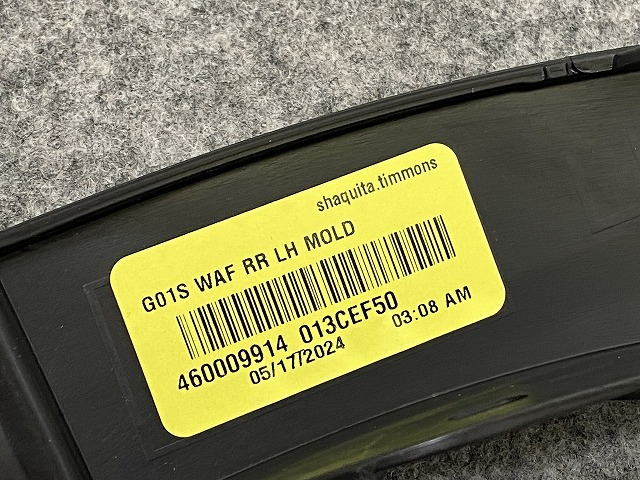 shaquita.timmons
G01S WAF RR LH MOLD
460009914 013CEF50
05/17/2024 03:08 AM